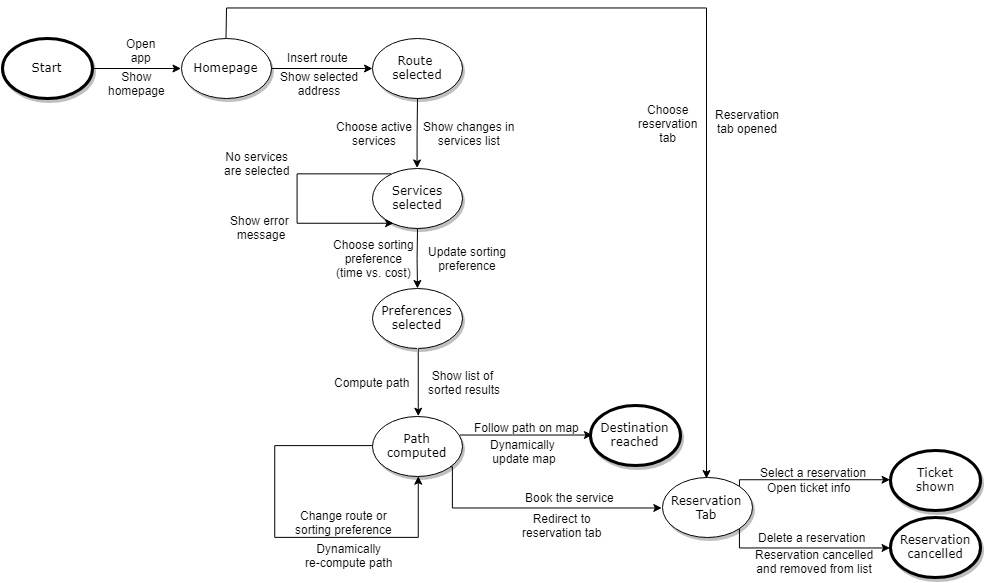 Start
Open
app
Show
homepage
Homepage
Insert route
Show selected
address
Route
selected
Choose active
services
Show changes in
services list
Choose
reservation
tab
Reservation
tab opened
No services
are selected
Show error
message
Services
selected
Choose sorting
preference
(time vs. cost)
Update sorting
preference
Preferences
selected
Compute path
Show list of
sorted results
Path
computed
Follow path on map
Dynamically
update map
Destination
reached
Change route or
sorting preference
Dynamically
re-compute path
Book the service
Redirect to
reservation tab
Reservation
Tab
Select a reservation
Open ticket info
Ticket
shown
Delete a reservation
Reservation cancelled
and removed from list
Reservation
cancelled